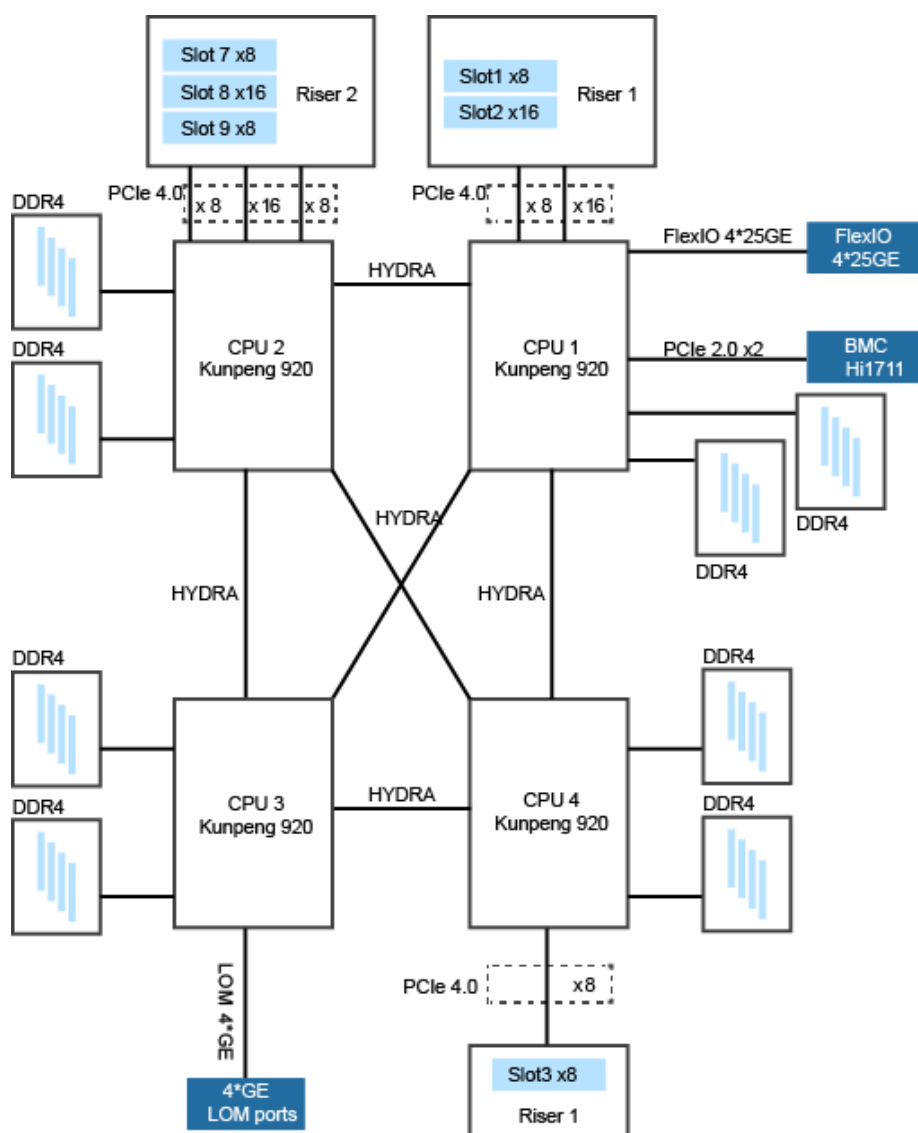 Slot 7 x8
Slot 8 x16
Slot 9 x8
Riser 2
Slot1 x8
Slot2 x16
Riser 1
PCIe 4.0
x 8
x16
x 8
PCIe 4.0
x 8
x16
DDR4
DDR4
HYDRA
FlexIO 4*25GE
FlexIO
4*25GE
CPU 2
Kunpeng 920
CPU 1
Kunpeng 920
PCIe 2.0 x2
BMC
Hi1711
DDR4
DDR4
HYDRA
HYDRA
HYDRA
DDR4
DDR4
DDR4
DDR4
CPU 3
Kunpeng 920
HYDRA
CPU 4
Kunpeng 920
LOM 4*GE
4*GE
LOM ports
PCIe 4.0
x8
Slot3 x8
Riser 1